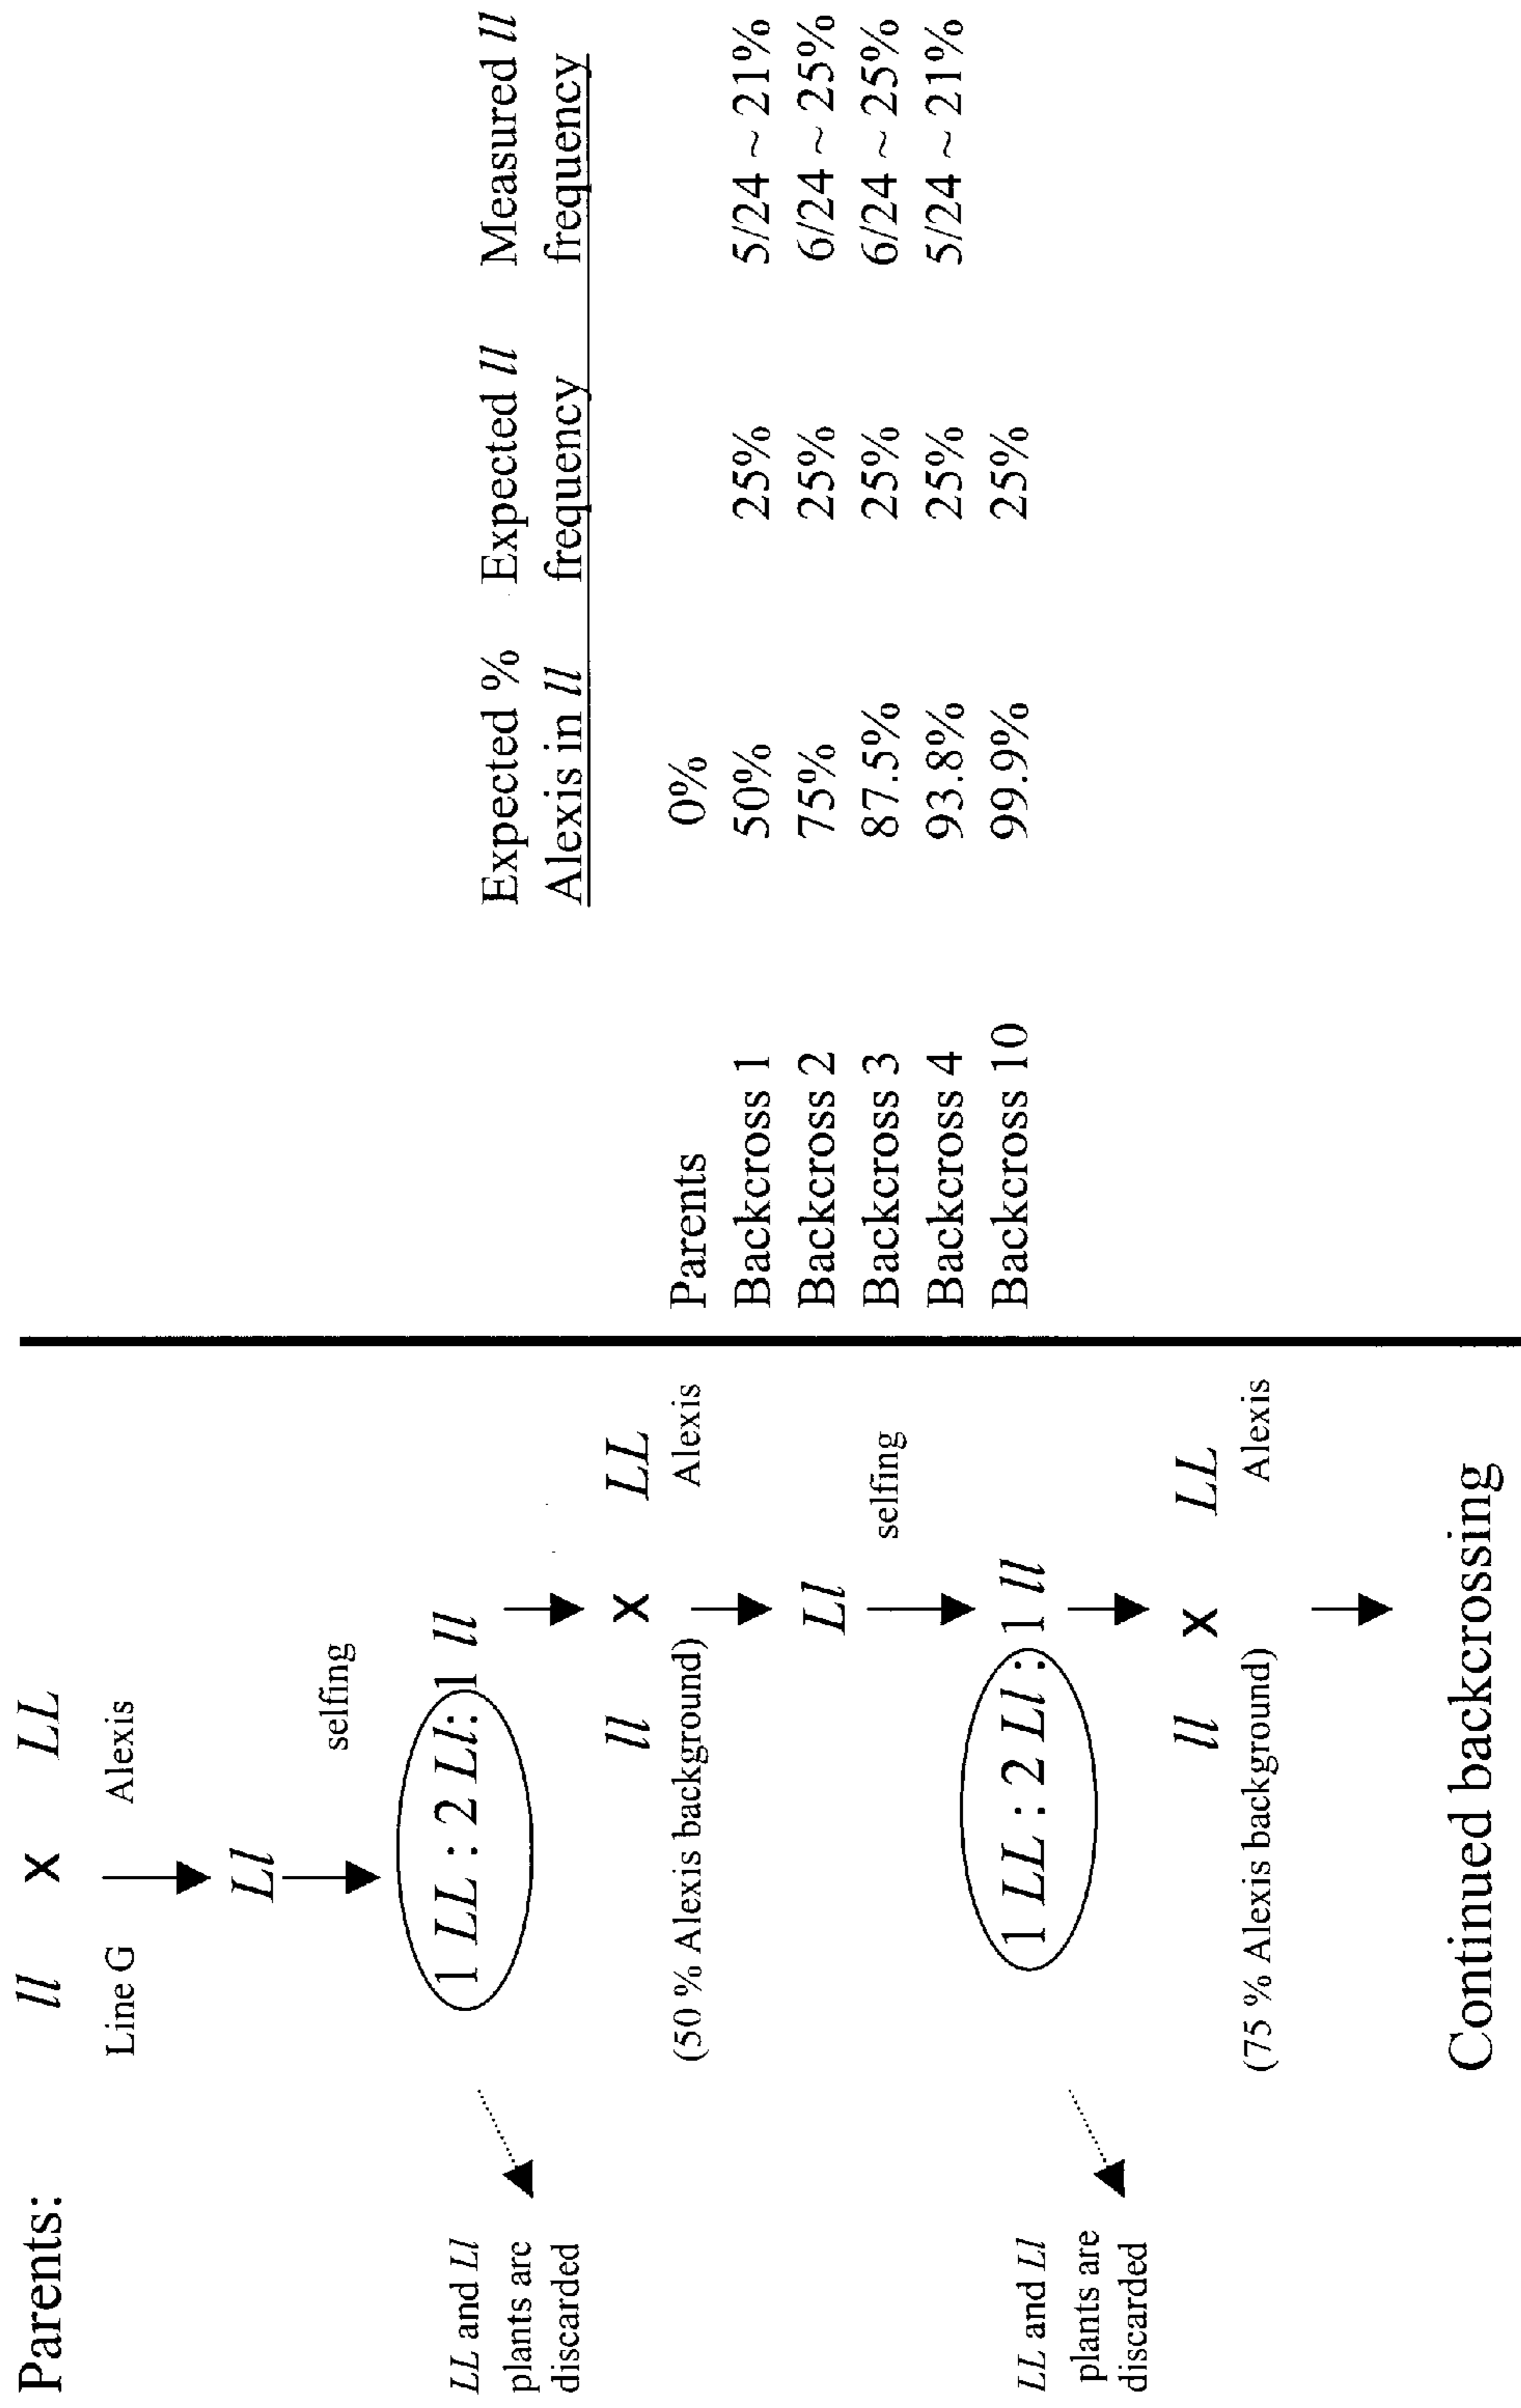 Parents:
ll x LL
Line G Alexis
Ll
selfing
1 LL : 2 Ll: 1 ll
LL and Ll
plants are
discarded
ll x LL
(50 % Alexis background) Alexis
Ll
selfing
1 LL : 2 Ll : 1 ll
LL and Ll
plants are
discarded
ll x LL
(75 % Alexis background) Alexis
Continued backcrossing
Expected % Expected ll Measured ll
Alexis in ll frequency frequency
Parents 0%
Backcross 1 50% 25% 5/24 ~ 21%
Backcross 2 75% 25% 6/24 ~ 25%
Backcross 3 87.5% 25% 6/24 ~ 25%
Backcross 4 93.8% 25% 5/24 ~ 21%
Backcross 10 99.9% 25%